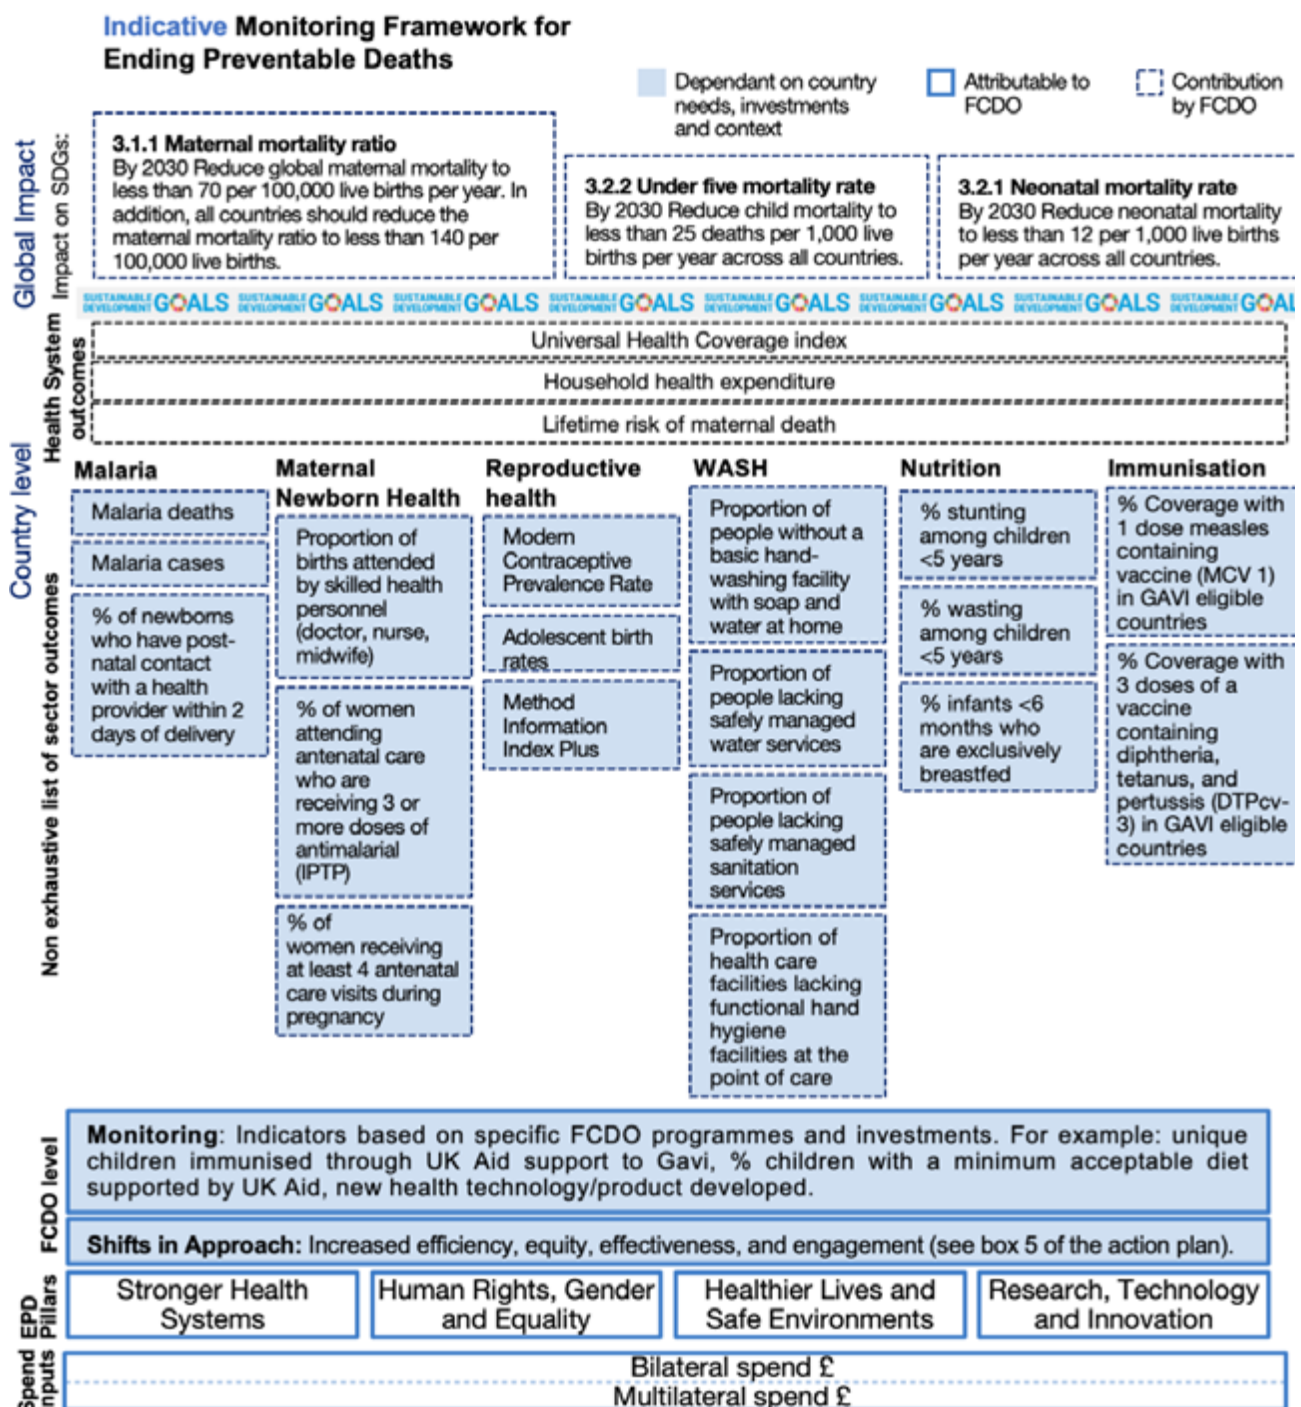 Indicative Monitoring Framework for
Ending Preventable Deaths
Dependant on country
needs, investments
and context
Attributable to
FCDO
Contribution
by FCDO
Global Impact
Impact on SDGs:
3.1.1 Maternal mortality ratio
By 2030 Reduce global maternal mortality to
less than 70 per 100,000 live births per year. In
addition, all countries should reduce the
maternal mortality ratio to less than 140 per
100,000 live births.
3.2.2 Under five mortality rate
By 2030 Reduce child mortality to
less than 25 deaths per 1,000 live
births per year across all countries.
3.2.1 Neonatal mortality rate
By 2030 Reduce neonatal mortality
to less than 12 per 1,000 live births
per year across all countries.
SUSTAINABLE DEVELOPMENT GOALS SUSTAINABLE DEVELOPMENT GOALS SUSTAINABLE DEVELOPMENT GOALS SUSTAINABLE DEVELOPMENT GOALS SUSTAINABLE DEVELOPMENT GOALS SUSTAINABLE DEVELOPMENT GOALS SUSTAINABLE DEVELOPMENT GOALS SUSTAINABLE DEVELOPMENT GOAL
Country level
Health System
outcomes
Universal Health Coverage index
Household health expenditure
Lifetime risk of maternal death
Non exhaustive list of sector outcomes
Malaria
Malaria deaths
Malaria cases
% of newborns
who have post-
natal contact
with a health
provider within 2
days of delivery
Maternal
Newborn Health
Proportion of
births attended
by skilled health
personnel
(doctor, nurse,
midwife)
% of women
attending
antenatal care
who are
receiving 3 or
more doses of
antimalarial
(IPTP)
% of
women receiving
at least 4 antenatal
care visits during
pregnancy
Reproductive
health
Modern
Contraceptive
Prevalence Rate
Adolescent birth
rates
Method
Information
Index Plus
WASH
Proportion of
people without a
basic hand-
washing facility
with soap and
water at home
Proportion of
people lacking
safely managed
water services
Proportion of
people lacking
safely managed
sanitation
services
Proportion of
health care
facilities lacking
functional hand
hygiene
facilities at the
point of care
Nutrition
% stunting
among children
<5 years
% wasting
among children
<5 years
% infants <6
months who
are exclusively
breastfed
Immunisation
% Coverage with
1 dose measles
containing
vaccine (MCV 1)
in GAVI eligible
countries
% Coverage with
3 doses of a
vaccine
containing
diphtheria,
tetanus, and
pertussis (DTPcv-
3) in GAVI eligible
countries
FCDO level
Monitoring: Indicators based on specific FCDO programmes and investments. For example: unique
children immunised through UK Aid support to Gavi, % children with a minimum acceptable diet
supported by UK Aid, new health technology/product developed.
Shifts in Approach: Increased efficiency, equity, effectiveness, and engagement (see box 5 of the action plan).
EPD
Pillars
Stronger Health
Systems
Human Rights, Gender
and Equality
Healthier Lives and
Safe Environments
Research, Technology
and Innovation
Spend
inputs
Bilateral spend £
Multilateral spend £